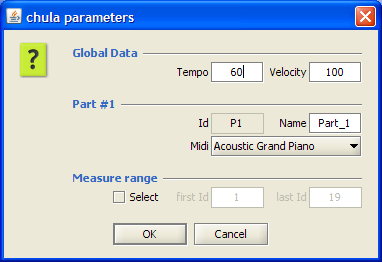 chula parameters
Global Data
Tempo 60 Velocity 100
Part #1
Id P1 Name Part_1
Midi Acoustic Grand Piano
Measure range
Select first Id 1 last Id 19
OK Cancel